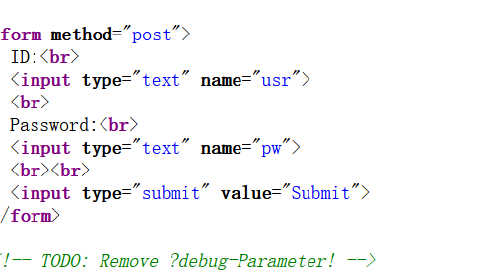 form method="post">
ID:<br>
<input type="text" name="usr">
<br>
Password:<br>
<input type="text" name="pw">
<br><br>
<input type="submit" value="Submit">
/form>
!-- TODO: Remove ?debug-Parameter! -->